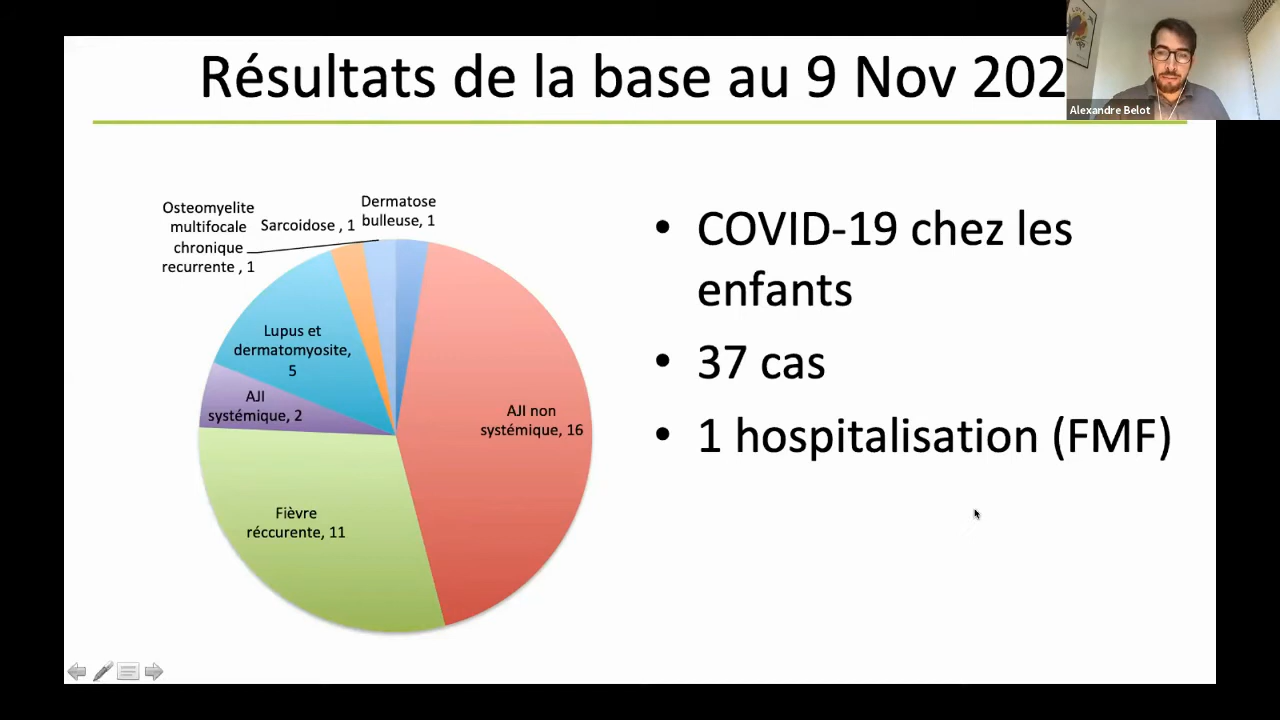 Résultats de la base au 9 Nov 202
Alexandre Belot
Osteomyelite
multifocale
chronique
recurrente , 1
Sarcoidose , 1
Dermatose
bulleuse, 1
Lupus et
dermatomyosite,
5
AJI
systémique, 2
AJI non
systémique, 16
Fièvre
réccurente, 11
• COVID-19 chez les
enfants
• 37 cas
• 1 hospitalisation (FMF)